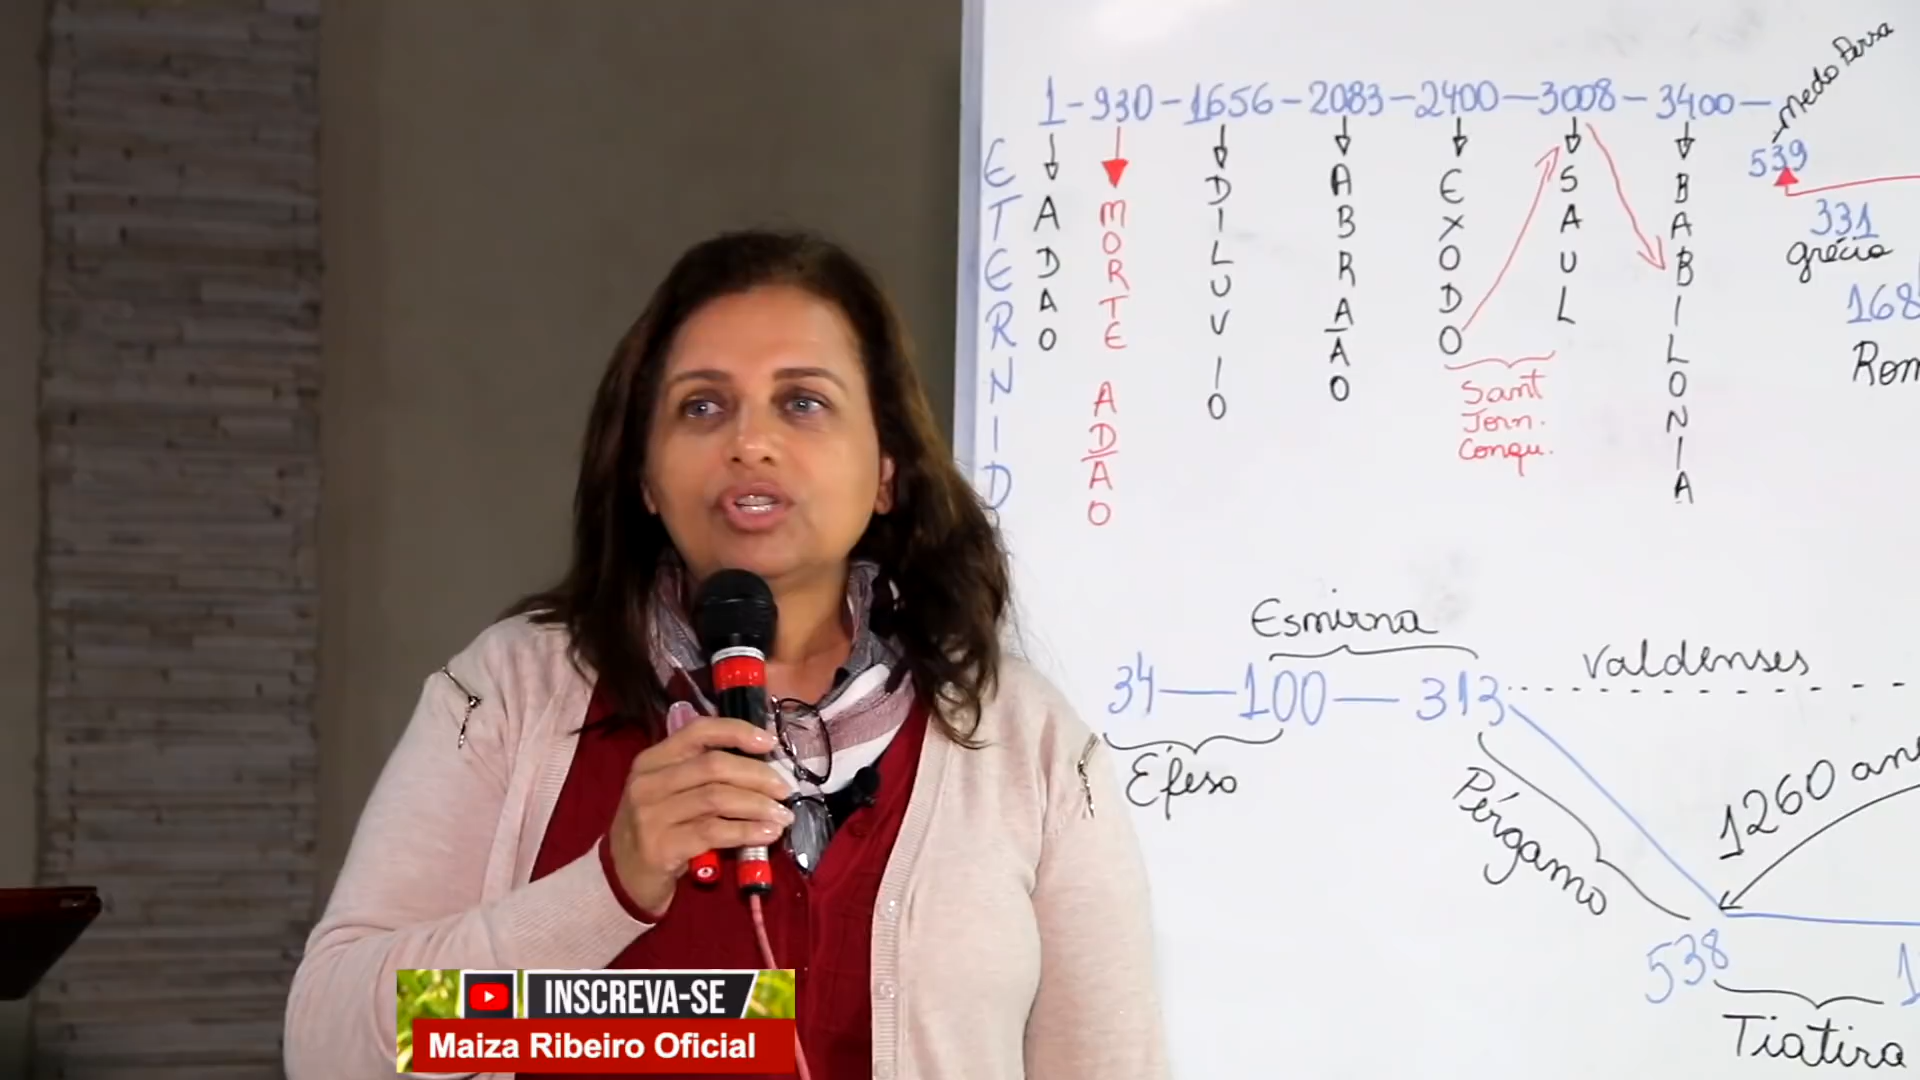 1 - 930 - 1656 - 2083 - 2400 - 3008 - 3400 -
Medo Persa
539
331
grécia
168
Rom
ETERNID
ADAO
MORTE ADAO
DILUVIO
ABRAAO
EXODO
SAUL
BABILONIA
Sant
Jern.
Conqu.
Esmirna
Valdenses
34 - 100 - 313
Éfeso
Pérgamo
1260 an
538
1
Tiatira
INSCREVA-SE
Maiza Ribeiro Oficial